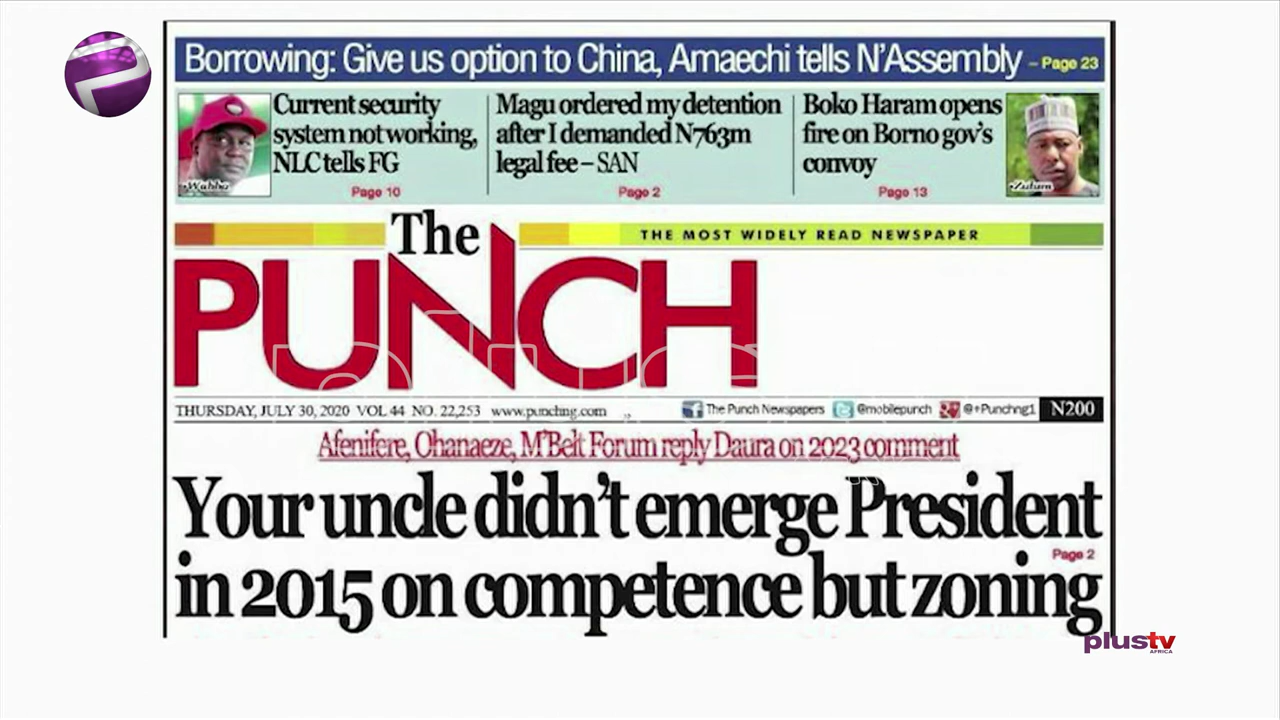 Borrowing: Give us option to China, Amaechi tells N'Assembly – Page 23
Current security
system not working,
NLC tells FG
Page 10
Wabba
Magu ordered my detention
after I demanded N763m
legal fee – SAN
Page 2
Boko Haram opens
fire on Borno gov's
convoy
Page 13
Zulum
The
PUNCH
THE MOST WIDELY READ NEWSPAPER
THURSDAY, JULY 30, 2020 VOL 44 NO. 22,253 www.punchng.com
The Punch Newspapers @mobilepunch @+Punchng1 N200
Afenifere, Ohanaeze, M'Belt Forum reply Daura on 2023 comment
Your uncle didn't emerge President
in 2015 on competence but zoning
Page 2
plustv
AFRICA